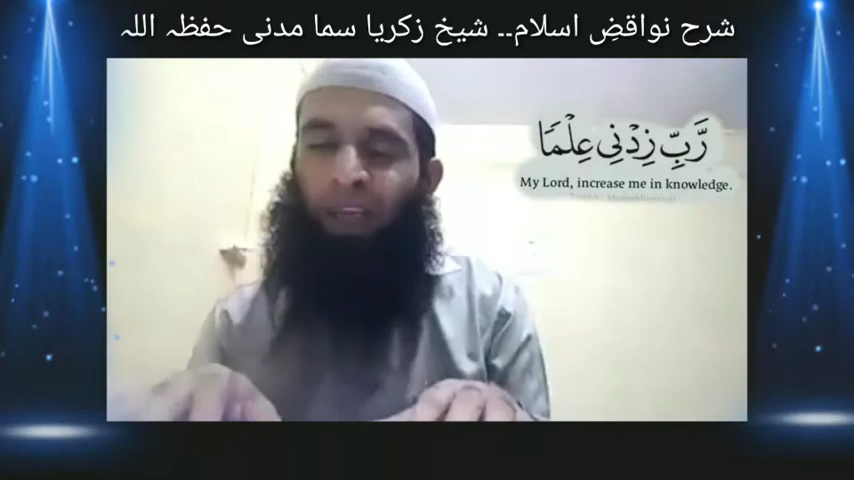 شرح نواقضِ اسلام۔۔ شیخ زکریا سما مدنی حفظہ اللہ
رَّبِّ زِدْنِي عِلْمًا
My Lord, increase me in knowledge.